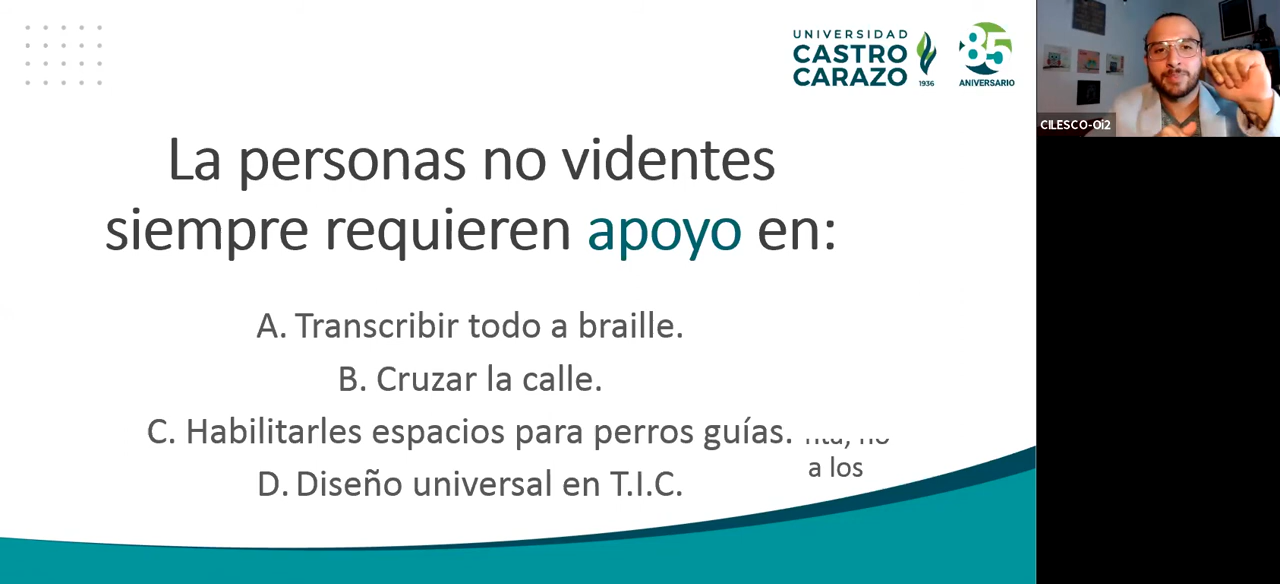 UNIVERSIDAD
CASTRO
CARAZO
1936
85
ANIVERSARIO
CILESCO-Oi2
La personas no videntes
siempre requieren apoyo en:
A. Transcribir todo a braille.
B. Cruzar la calle.
C. Habilitarles espacios para perros guías.
a los
D. Diseño universal en T.I.C.